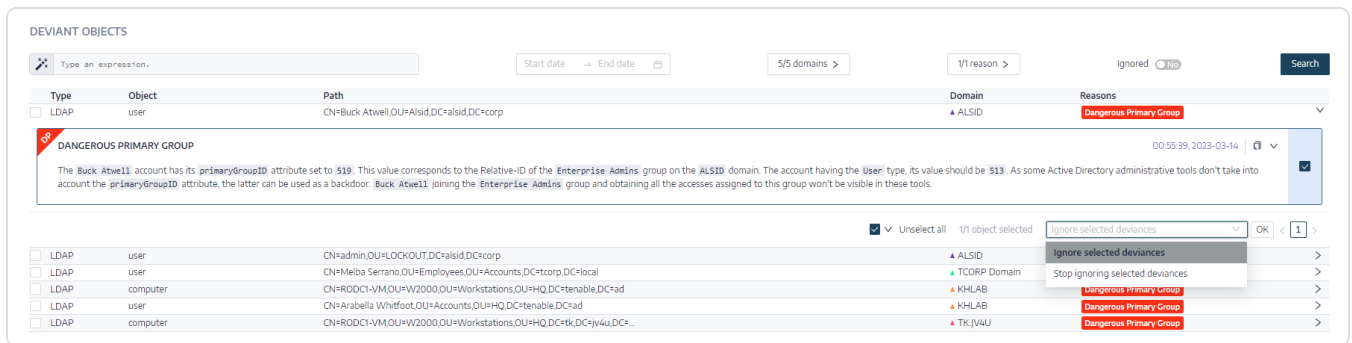 DEVIANT OBJECTS
Type an expression.
Start date → End date
5/5 domains >
1/1 reason >
Ignored No
Search
Type Object Path Domain Reasons
LDAP user CN=Buck Atwell,OU=Alsid,DC=alsid,DC=corp ALSID Dangerous Primary Group
DP
DANGEROUS PRIMARY GROUP 00:55:39, 2023-03-14
The Buck Atwell account has its primaryGroupID attribute set to 519. This value corresponds to the Relative-ID of the Enterprise Admins group on the ALSID domain. The account having the User type, its value should be 513. As some Active Directory administrative tools don't take into
account the primaryGroupID attribute, the latter can be used as a backdoor. Buck Atwell joining the Enterprise Admins group and obtaining all the accesses assigned to this group won't be visible in these tools.
Unselect all 1/1 object selected Ignore selected deviances OK < 1 >
Ignore selected deviances
Stop ignoring selected deviances
LDAP user CN=admin,OU=LOCKOUT,DC=alsid,DC=corp ALSID
LDAP user CN=Melba Serrano,OU=Employees,OU=Accounts,DC=tcorp,DC=local TCORP Domain
LDAP computer CN=RODC1-VM,OU=W2000,OU=Workstations,OU=HQ,DC=tenable,DC=ad KHLAB Dangerous Primary Group
LDAP user CN=Arabella Whitfoot,OU=Accounts,OU=HQ,DC=tenable,DC=ad KHLAB Dangerous Primary Group
LDAP computer CN=RODC1-VM,OU=W2000,OU=Workstations,OU=HQ,DC=tk,DC=jv4u,DC=... TK.JV4U Dangerous Primary Group